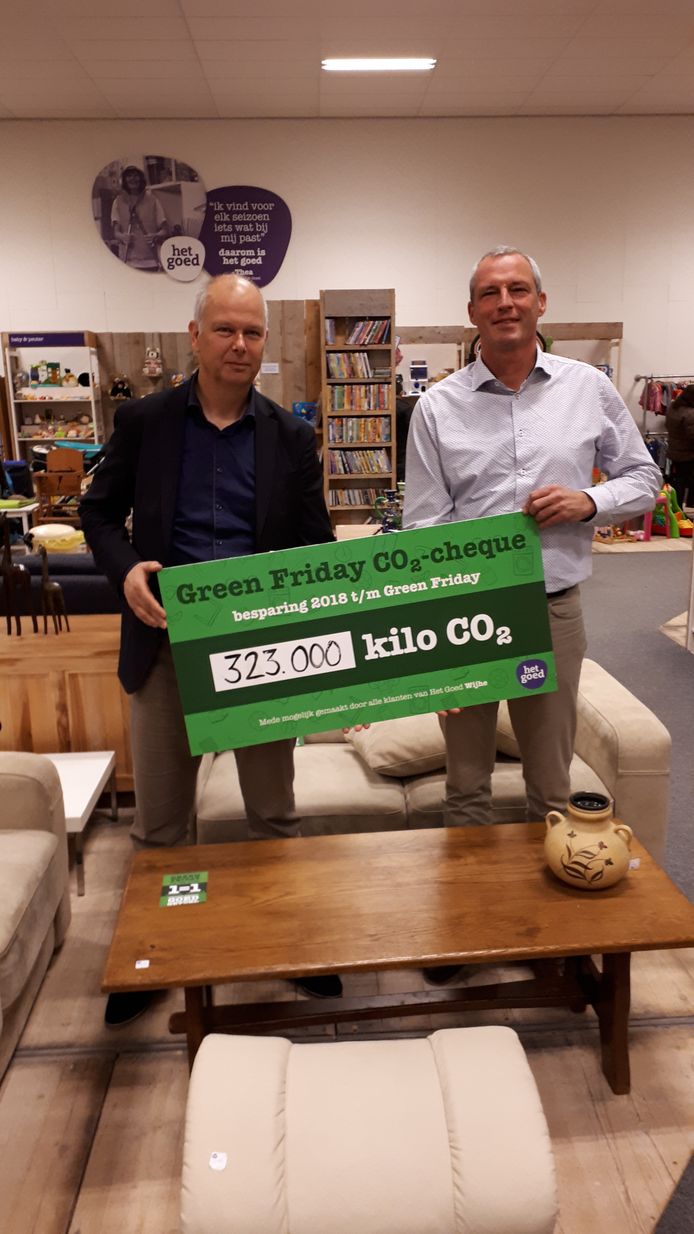 "ik vind voor
elk seizoen
iets wat bij
mij past"
daarom is
het goed
Thea
het
goed
baby & peuter
Green Friday CO₂-cheque
besparing 2018 t/m Green Friday
323.000 kilo CO₂
het
goed
Mede mogelijk gemaakt door alle klanten van Het Goed Wijhe
1=1
GOED